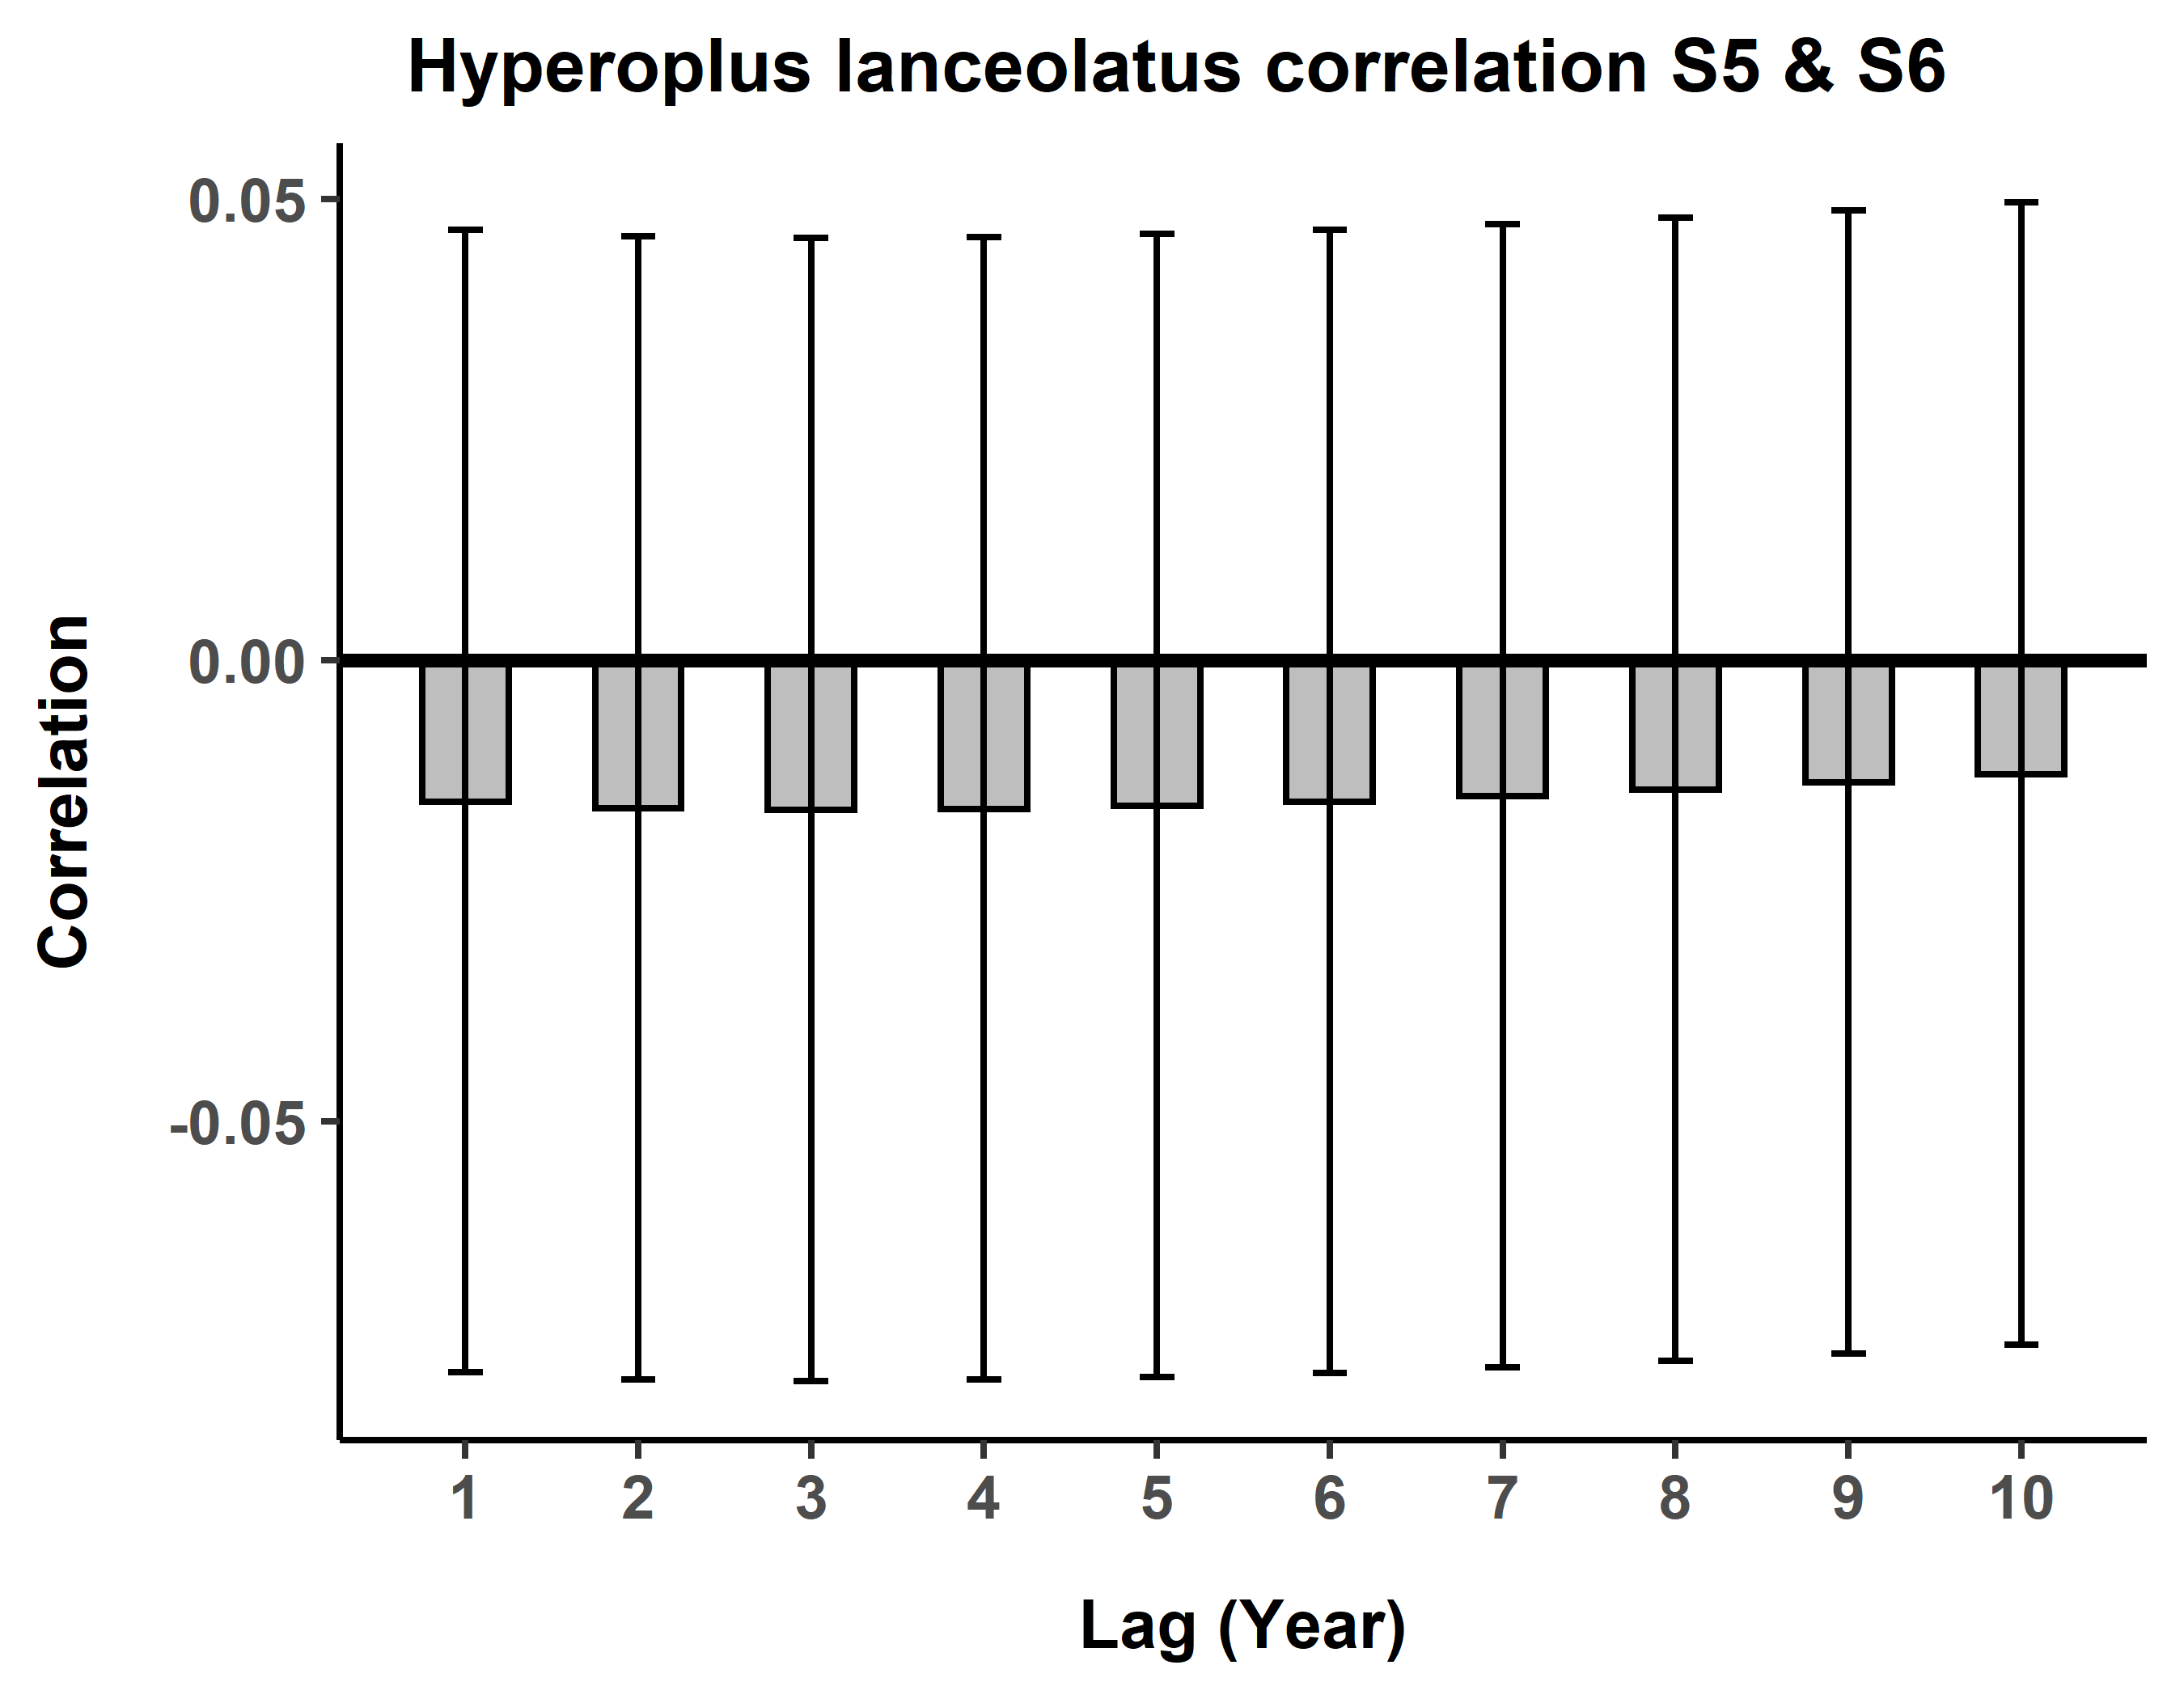 Hyperoplus lanceolatus correlation S5 & S6
0.05
0.00
-0.05
Correlation
1 2 3 4 5 6 7 8 9 10
Lag (Year)